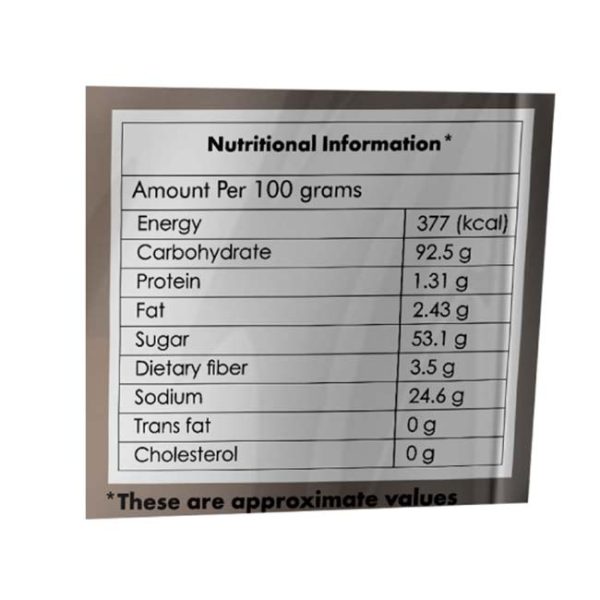 Nutritional Information*
Amount Per 100 grams
Energy 377 (kcal)
Carbohydrate 92.5 g
Protein 1.31 g
Fat 2.43 g
Sugar 53.1 g
Dietary fiber 3.5 g
Sodium 24.6 g
Trans fat 0 g
Cholesterol 0 g
*These are approximate values